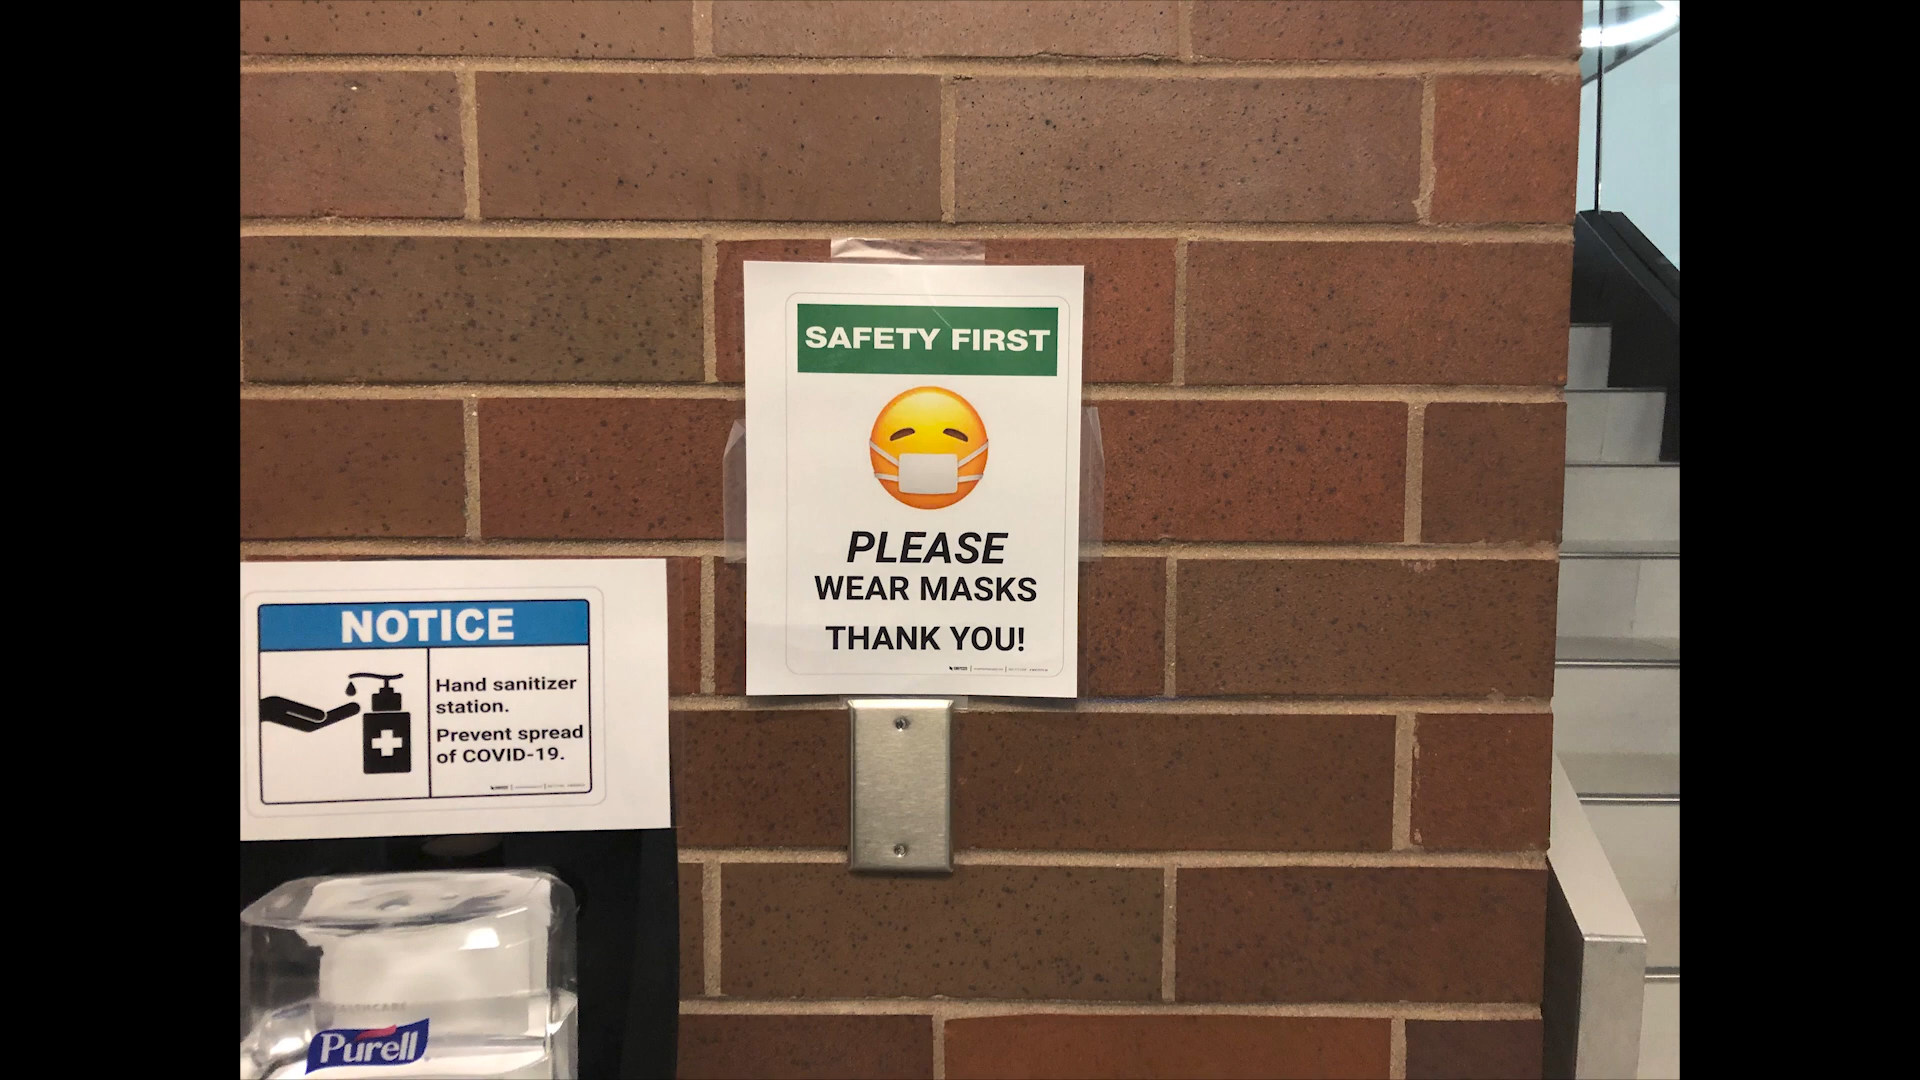 SAFETY FIRST
PLEASE
WEAR MASKS
THANK YOU!
NOTICE
Hand sanitizer
station.
Prevent spread
of COVID-19.
Purell